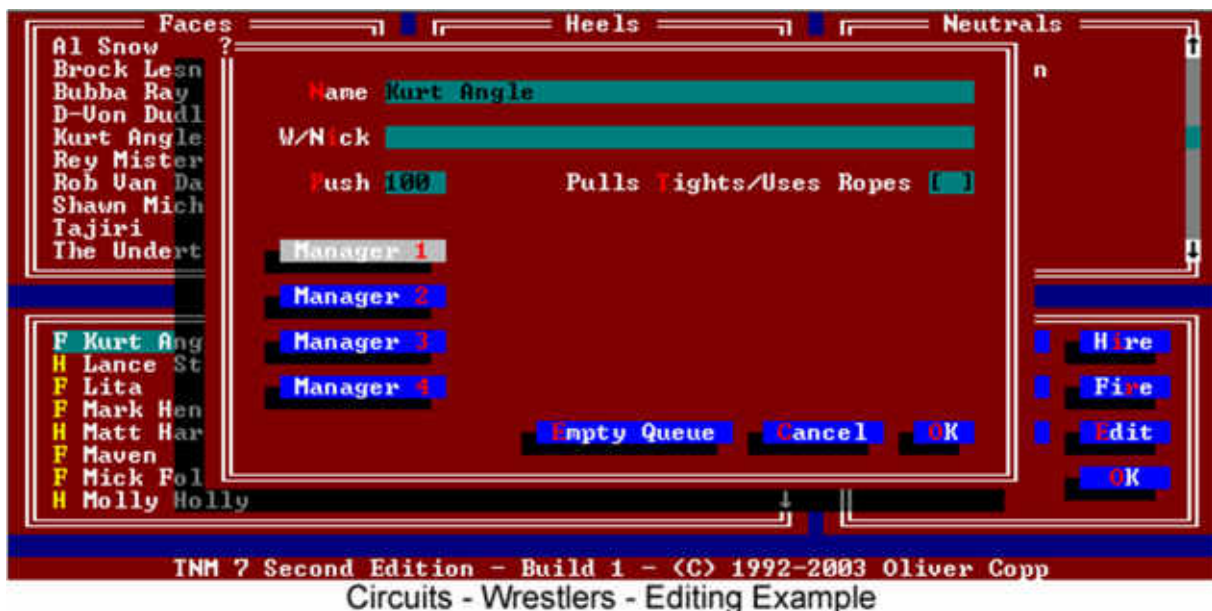 Faces Heels Neutrals
Al Snow ?
Brock Lesn n
Bubba Ray Name Kurt Angle
D-Von Dudl
Kurt Angle W/Nick
Rey Mister
Rob Van Da Push 100 Pulls Tights/Uses Ropes [ ]
Shawn Mich
Tajiri
The Undert Manager 1
Manager 2
F Kurt Ang Manager 3 Hire
H Lance St
F Lita Manager 4 Fire
F Mark Hen
H Matt Har Empty Queue Cancel OK Edit
F Maven
F Mick Fol OK
H Molly Holly
TNM 7 Second Edition - Build 1 - (C) 1992-2003 Oliver Copp
Circuits - Wrestlers - Editing Example